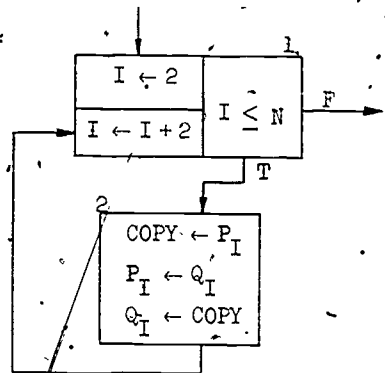 1
I ← 2
I ← I + 2
I ≤ N
F
T
2
COPY ← P_I
P_I ← Q_I
Q_I ← COPY